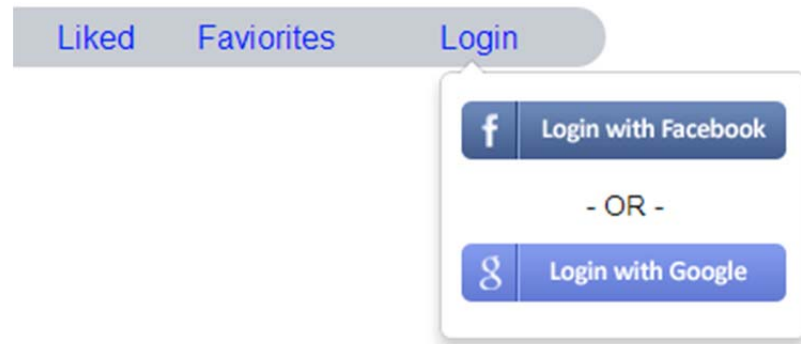 Liked Faviorites Login
f Login with Facebook
- OR -
g Login with Google